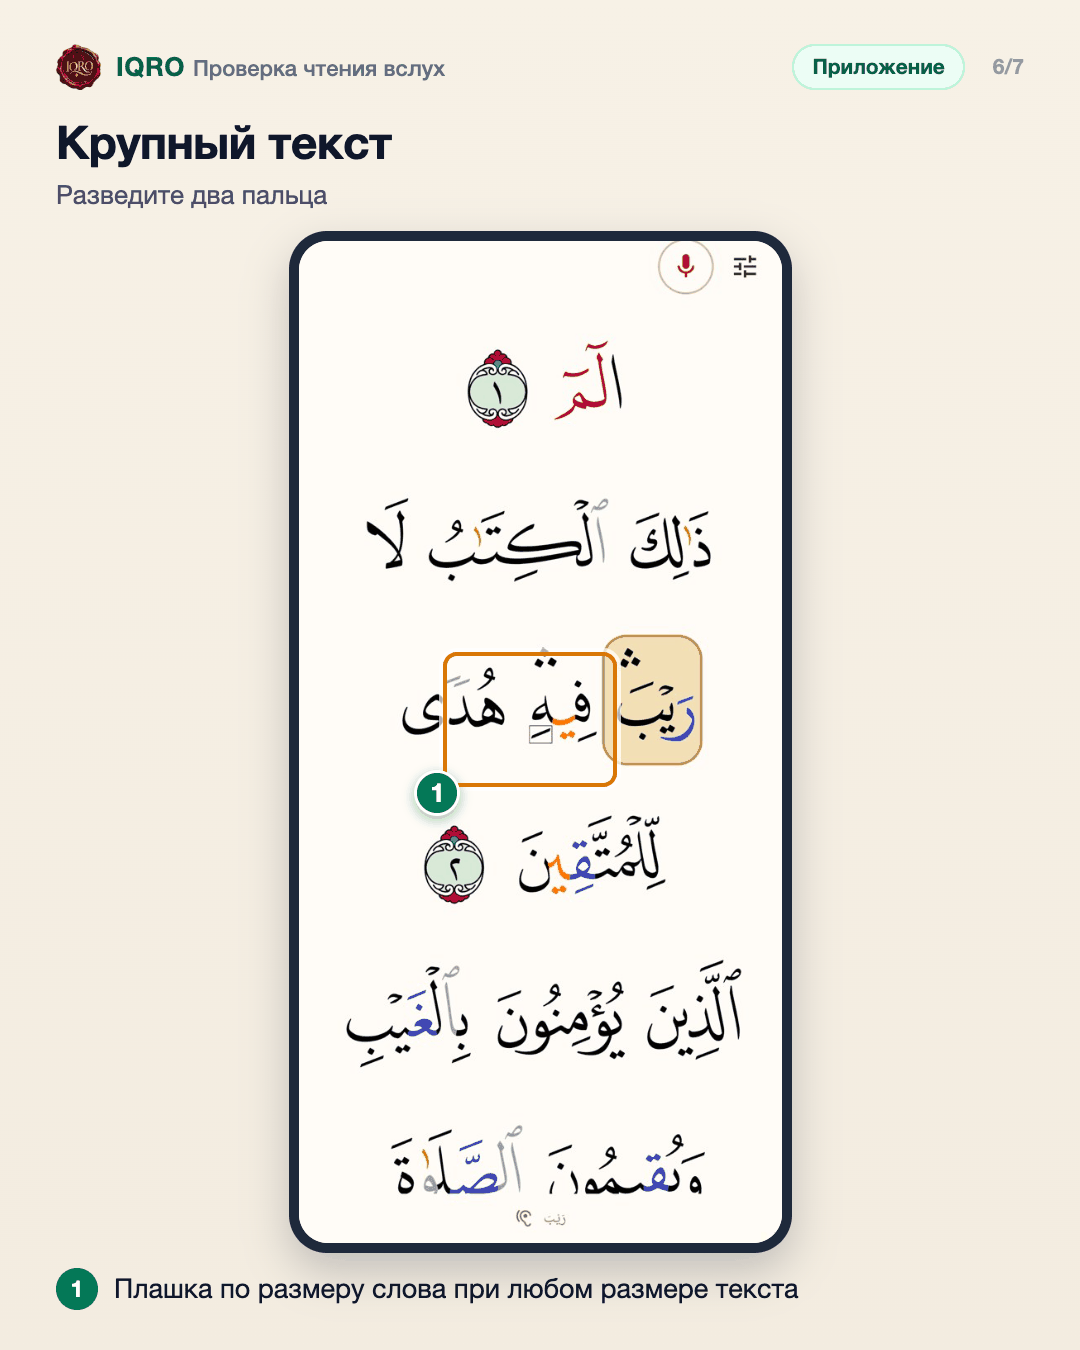 IQRO
IQRO Проверка чтения вслух
Приложение
6/7
Крупный текст
Разведите два пальца
الٓمٓ ١
ذَٰلِكَ ٱلْكِتَـٰبُ لَا
رَيْبَ ۛ فِيهِ ۛ هُدًى
لِّلْمُتَّقِينَ ٢
ٱلَّذِينَ يُؤْمِنُونَ بِٱلْغَيْبِ
وَيُقِيمُونَ ٱلصَّلَوٰةَ
رَيْبَ
1
1 Плашка по размеру слова при любом размере текста